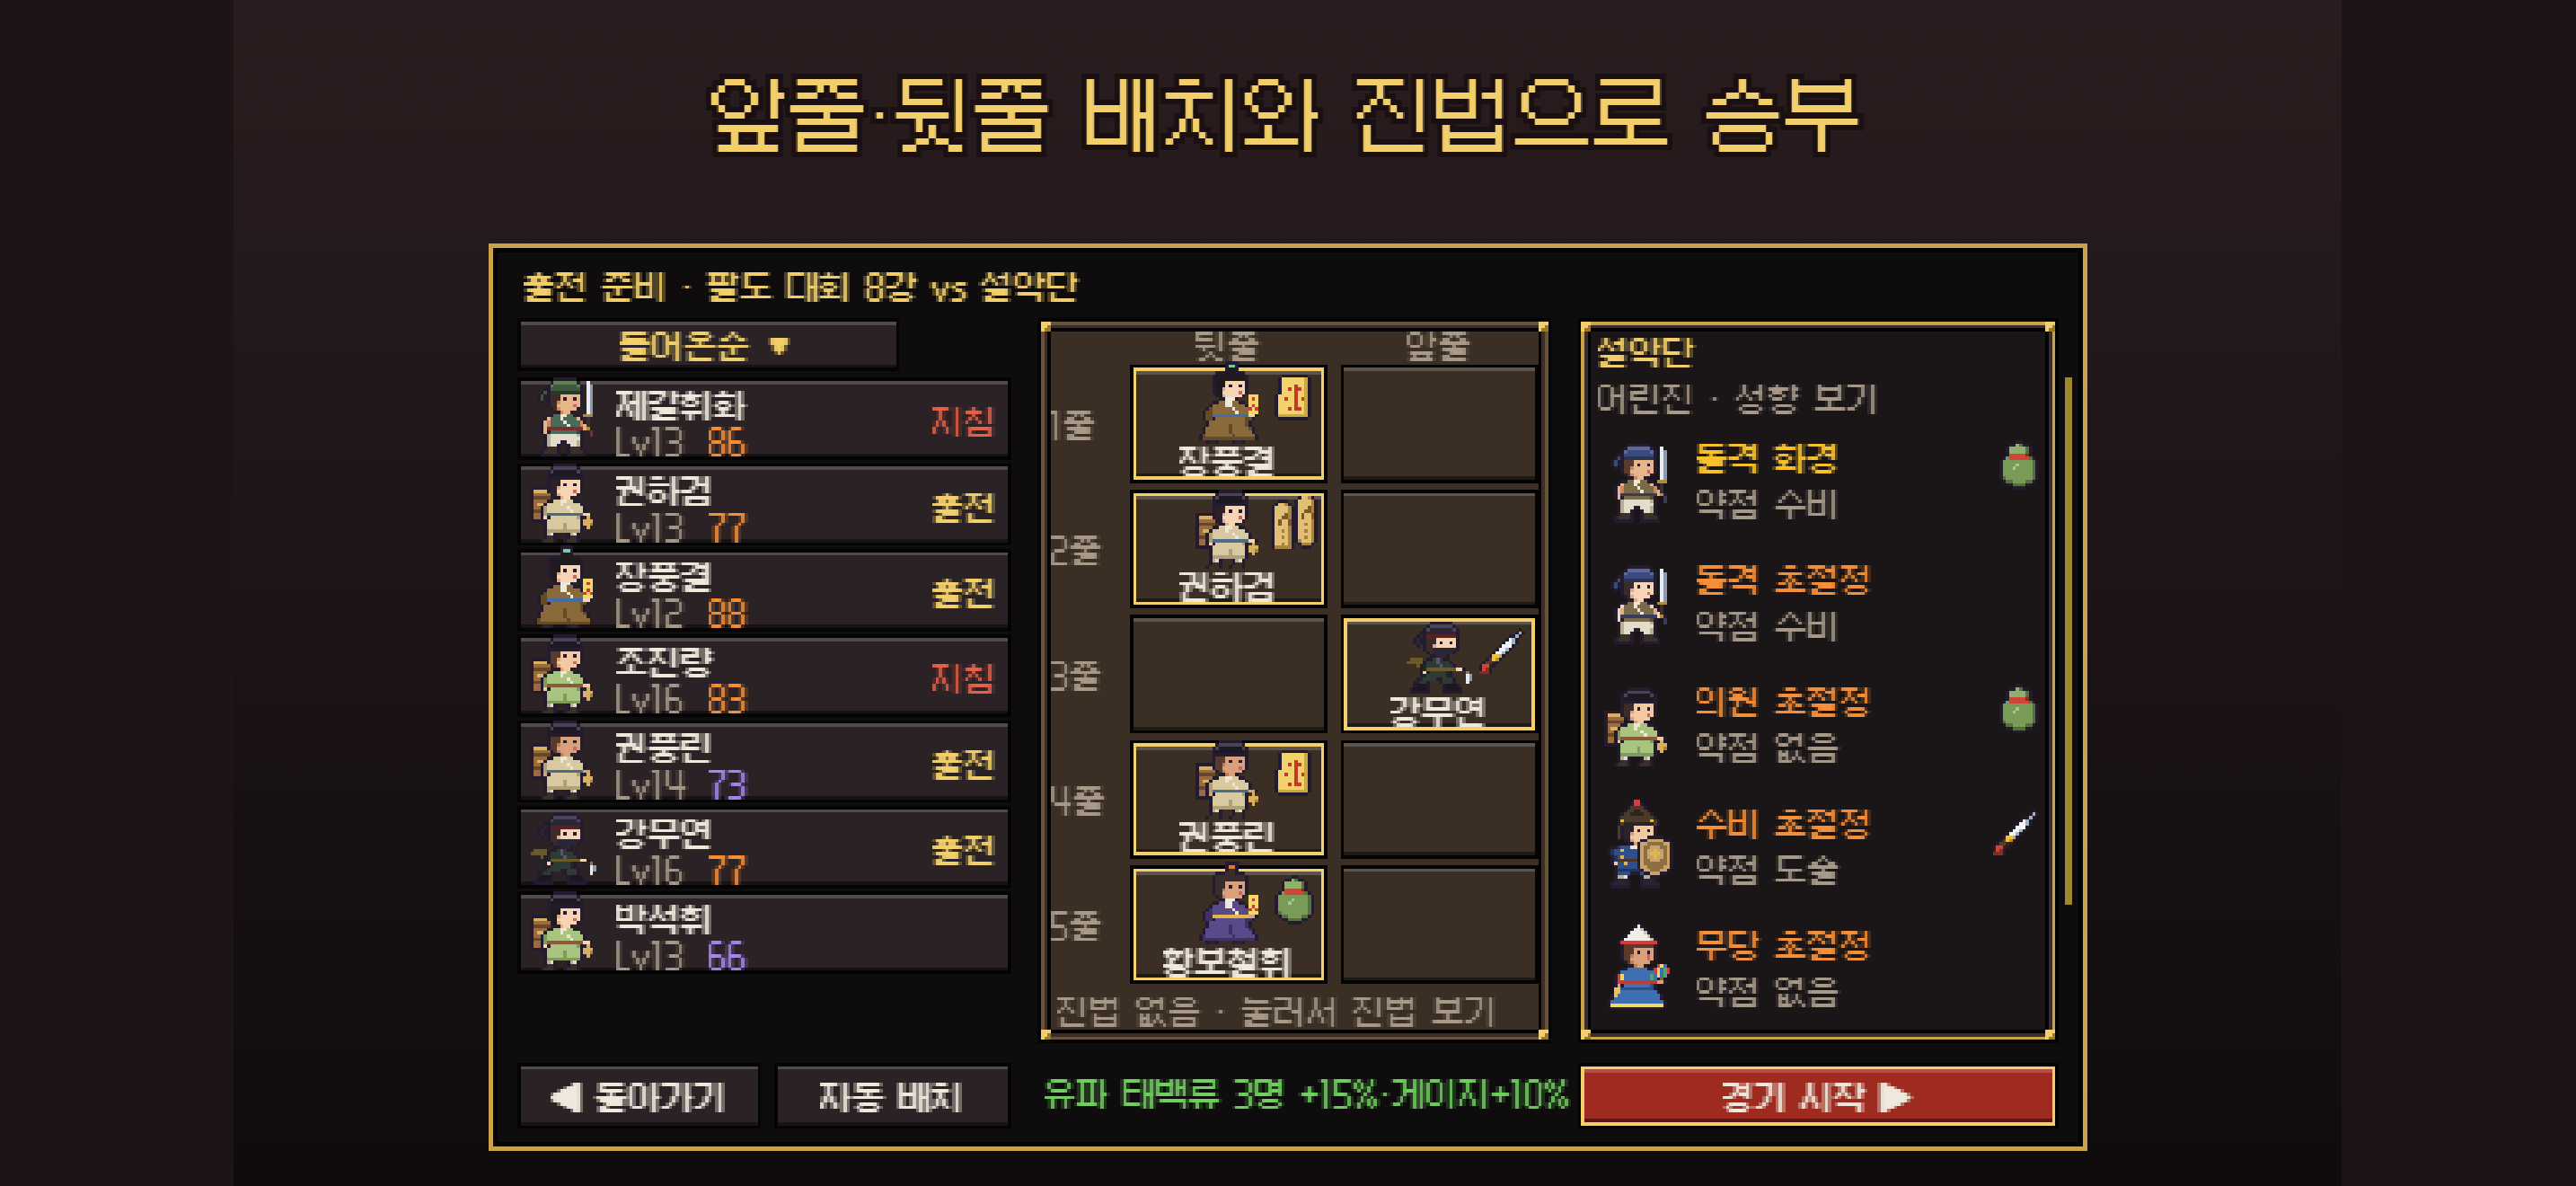 앞줄·뒷줄 배치와 진법으로 승부
출전 준비 · 팔도 대회 8강 vs 설악단
들어온순 ▼
제갈휘화
Lv13 86
지침
권하검
Lv13 77
출전
장풍결
Lv12 88
출전
조진량
Lv16 83
지침
권풍린
Lv14 73
출전
강무연
Lv16 77
출전
박석휘
Lv13 66
뒷줄 앞줄
1줄
장풍결
2줄
권하검
3줄
강무연
4줄
권풍린
5줄
황보철휘
진법 없음 · 눌러서 진법 보기
설악단
어린진 · 성향 보기
돌격 화경
약점 수비
돌격 초절정
약점 수비
의원 초절정
약점 없음
수비 초절정
약점 도술
무당 초절정
약점 없음
◀ 돌아가기
자동 배치
유파 태백류 3명 +15%·게이지+10%
경기 시작 ▶